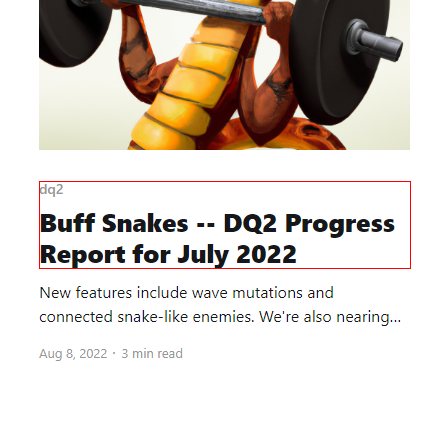 dq2
Buff Snakes -- DQ2 Progress
Report for July 2022
New features include wave mutations and
connected snake-like enemies. We're also nearing...
Aug 8, 2022 · 3 min read